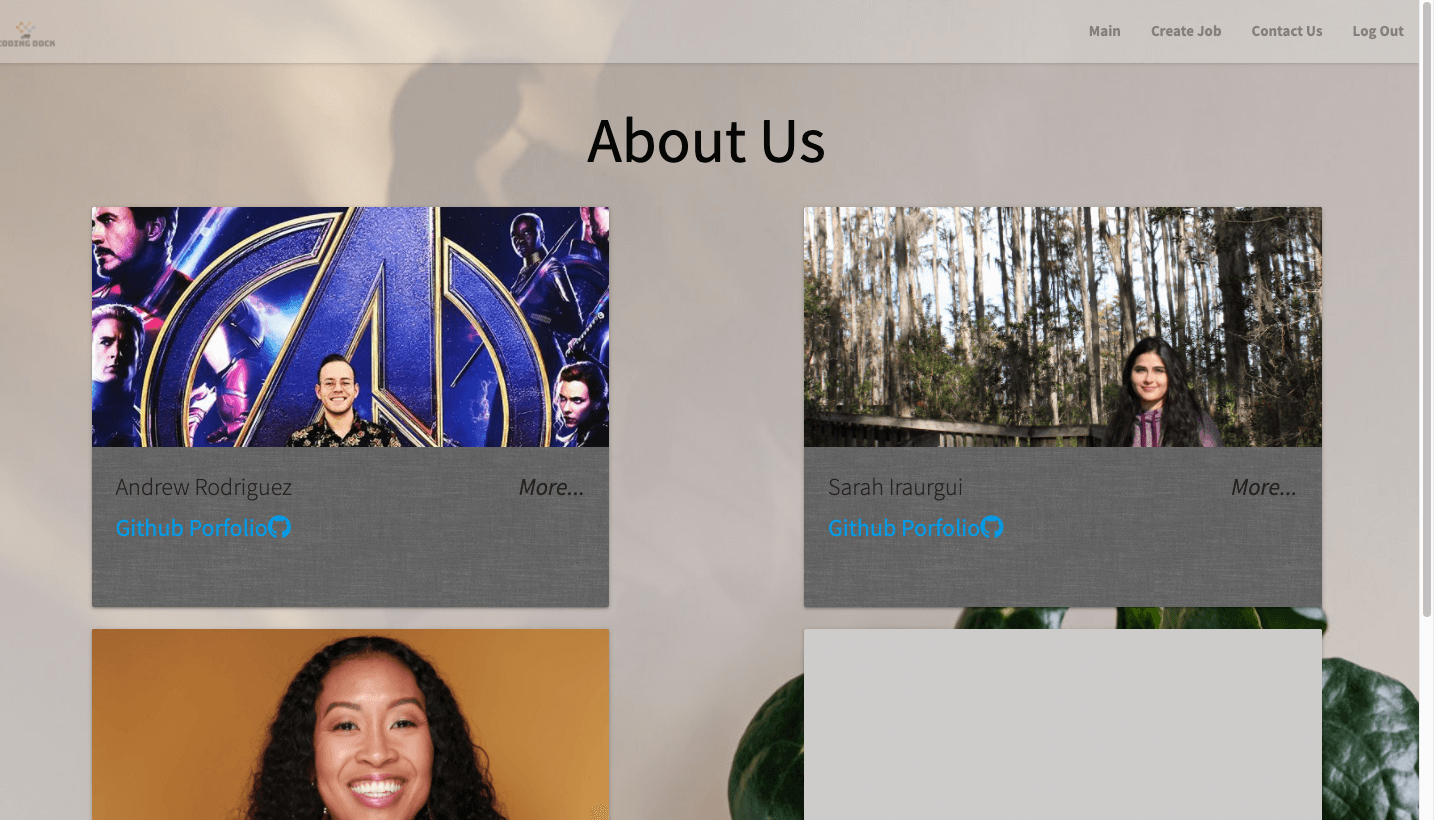 CODING DOCK
Main
Create Job
Contact Us
Log Out
About Us
Andrew Rodriguez
More...
Github Porfolio
Sarah Iraurgui
More...
Github Porfolio